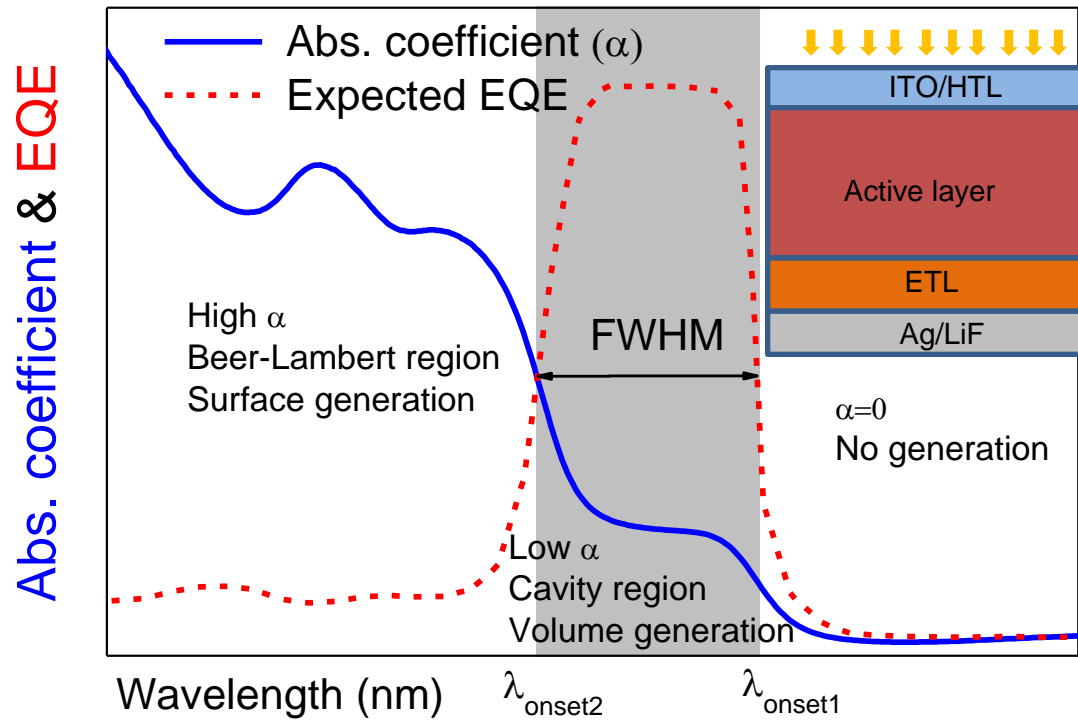 Abs. coefficient & EQE
Abs. coefficient (α)
Expected EQE
ITO/HTL
Active layer
ETL
Ag/LiF
High α
Beer-Lambert region
Surface generation
FWHM
α=0
No generation
Low α
Cavity region
Volume generation
Wavelength (nm)
λonset2
λonset1